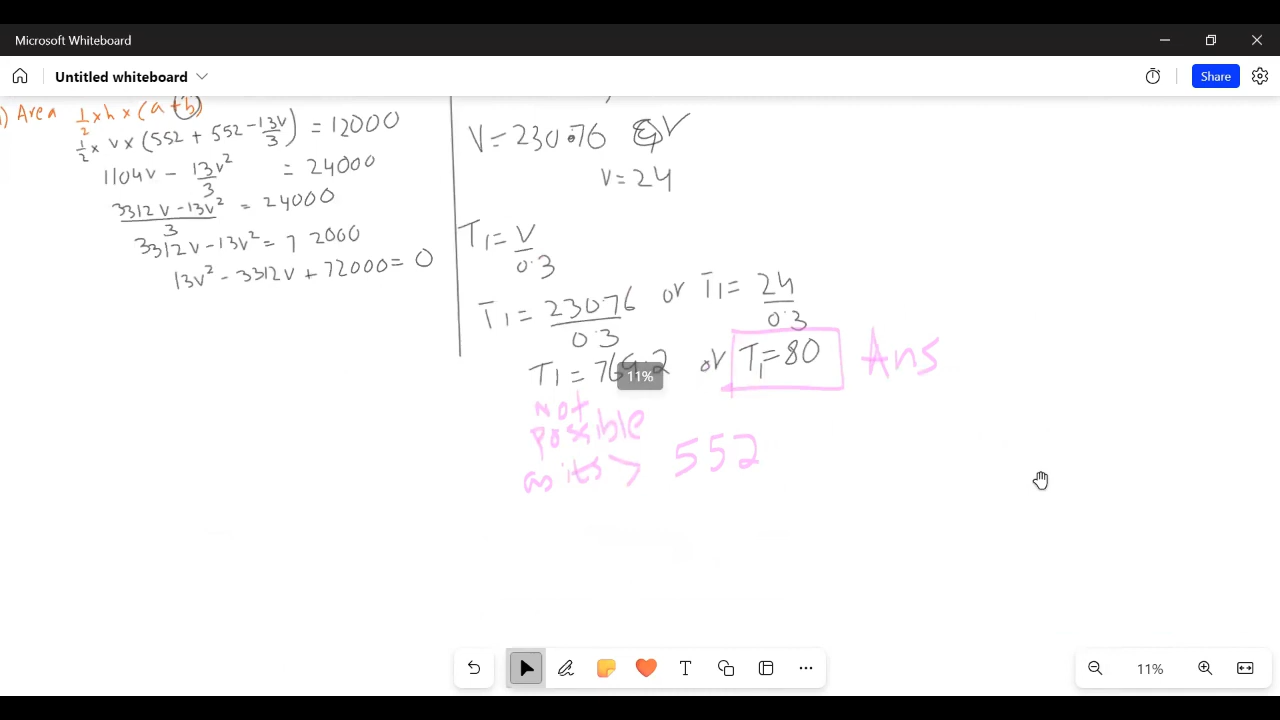 Microsoft Whiteboard
Untitled whiteboard
Share
1) Area 1/2 × h × (a+b)
1/2 × v × (552 + 552 - 13v/3) = 12000
1104v - 13v²/3 = 24000
3312v - 13v²/3 = 24000
3312v - 13v² = 72000
13v² - 3312v + 72000 = 0
V = 230.76
V = 24
T1 = V/0.3
T1 = 230.76/0.3 or T1 = 24/0.3
T1 = 769.2 or T1 = 80 Ans
not
possible
as its > 552
11%
11%